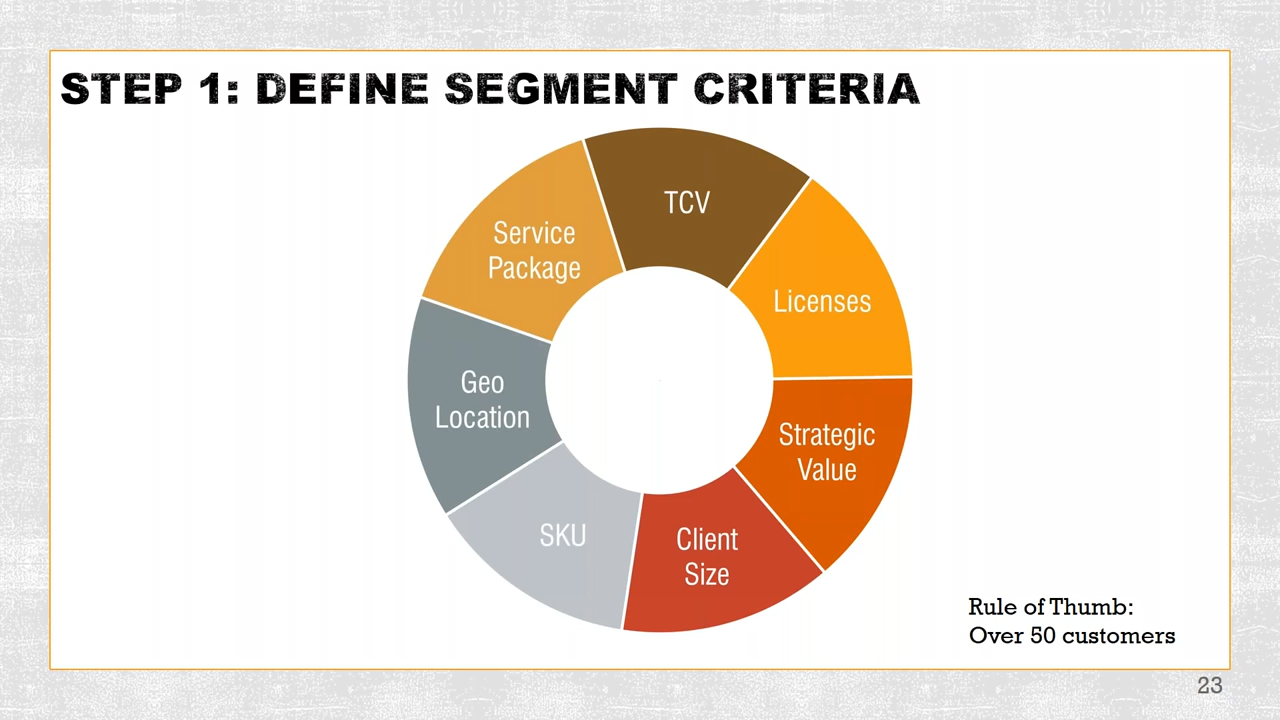 STEP 1: DEFINE SEGMENT CRITERIA
TCV
Licenses
Strategic
Value
Client
Size
SKU
Geo
Location
Service
Package
Rule of Thumb:
Over 50 customers
23